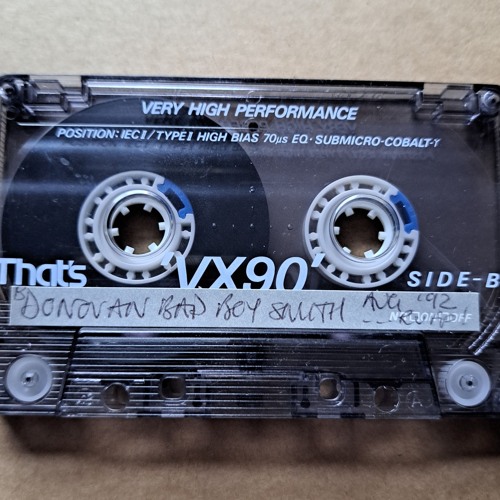 VERY HIGH PERFORMANCE
POSITION: IEC II / TYPE II HIGH BIAS 70μs EQ · SUBMICRO-COBALT-γ
That's 'VX90' SIDE-B
B DONOVAN BAD BOY SMITH AUG '92
OFF